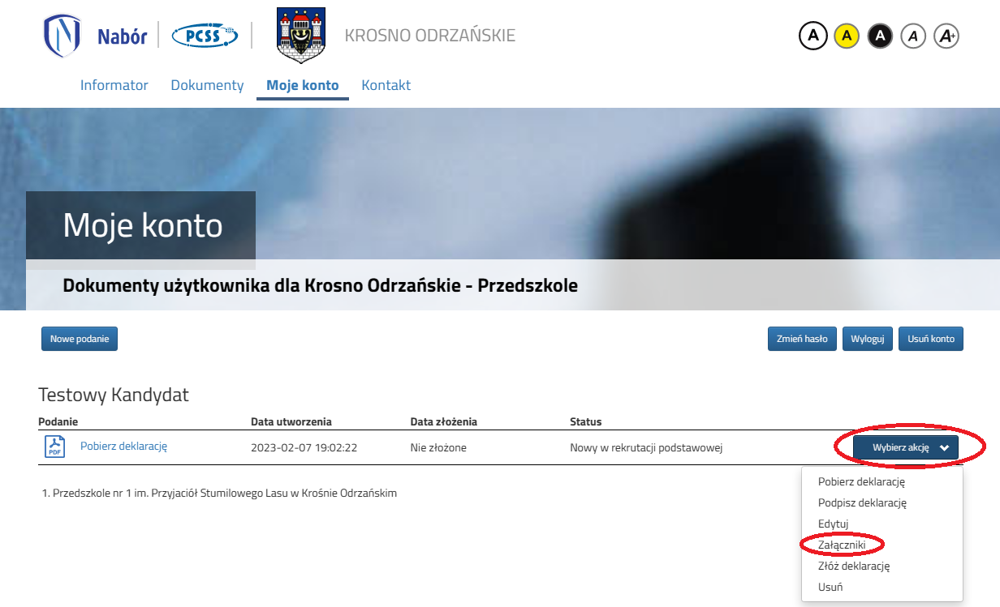 Nabór PCSS KROSNO ODRZAŃSKIE A A A A A+
Informator Dokumenty Moje konto Kontakt
Moje konto
Dokumenty użytkownika dla Krosno Odrzańskie - Przedszkole
Nowe podanie Zmień hasło Wyloguj Usuń konto
Testowy Kandydat
Podanie Data utworzenia Data złożenia Status
PDF Pobierz deklarację 2023-02-07 19:02:22 Nie złożone Nowy w rekrutacji podstawowej Wybierz akcję
1. Przedszkole nr 1 im. Przyjaciół Stumilowego Lasu w Krośnie Odrzańskim
Pobierz deklarację
Podpisz deklarację
Edytuj
Załączniki
Złóż deklarację
Usuń